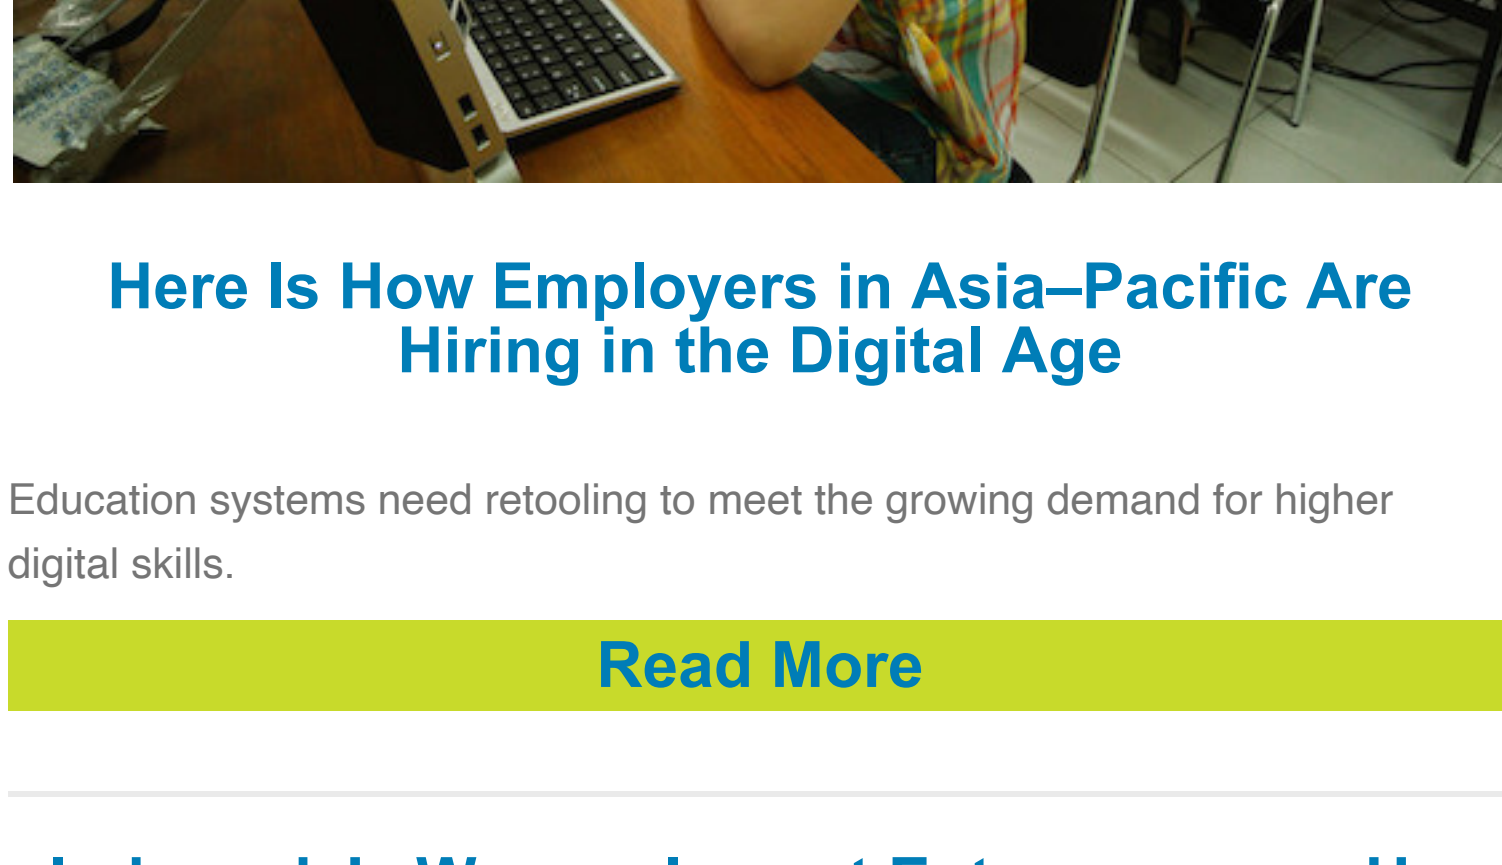 Here Is How Employers in Asia–Pacific Are
Hiring in the Digital Age
Education systems need retooling to meet the growing demand for higher
digital skills.
Read More